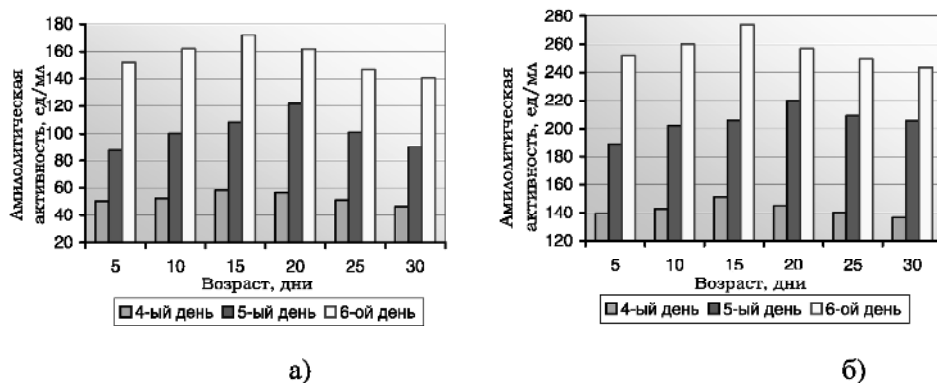 Амилолитическая
активность, ед/мл
180
160
140
120
100
80
60
40
20
5 10 15 20 25 30
Возраст, дни
4-ый день 5-ый день 6-ой день
а)
Амилолитическая
активность, ед/мл
280
260
240
220
200
180
160
140
120
5 10 15 20 25 30
Возраст, дни
4-ый день 5-ый день 6-ой день
б)